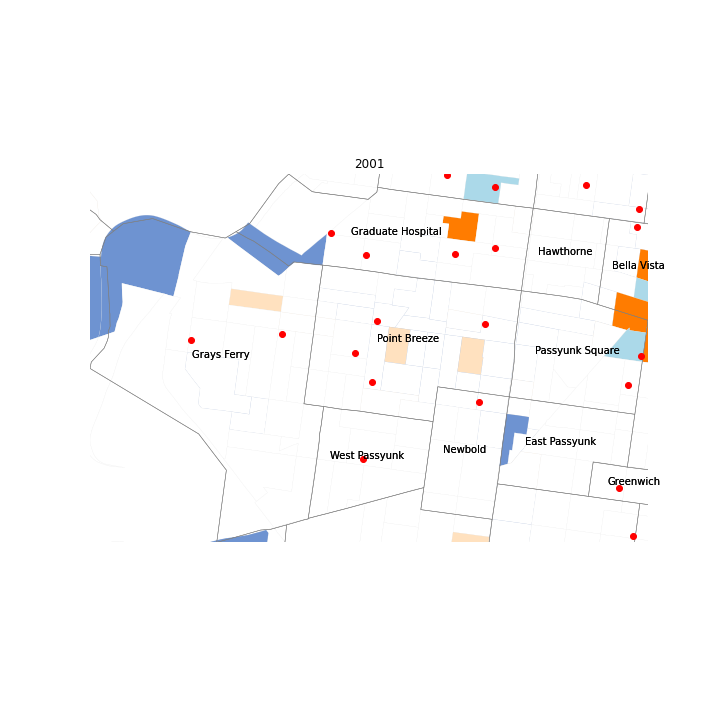 2001
Graduate Hospital
Hawthorne
Bella Vista
Point Breeze
Passyunk Square
Grays Ferry
East Passyunk
Newbold
West Passyunk
Greenwich